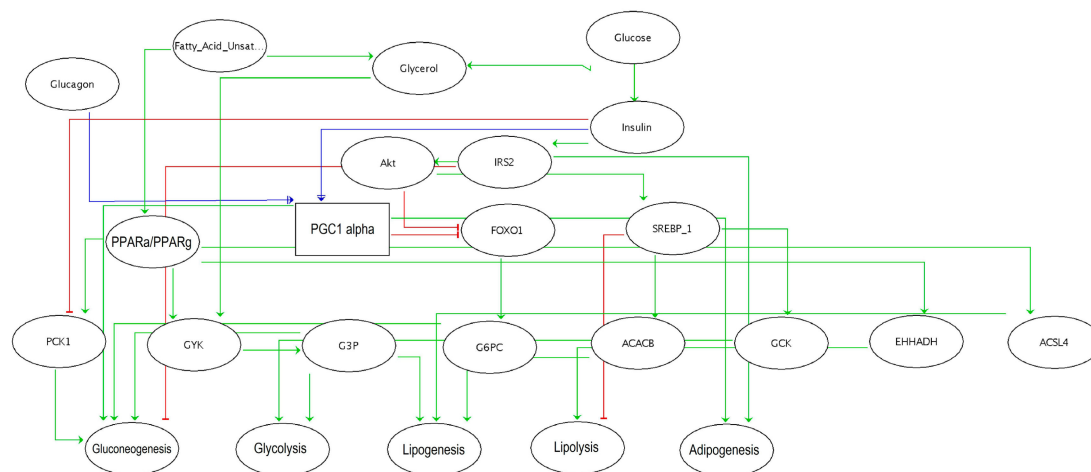 Fatty_Acid_Unsat...
Glucose
Glycerol
Glucagon
Insulin
Akt
IRS2
PGC1 alpha
FOXO1
SREBP_1
PPARa/PPARg
PCK1
GYK
G3P
G6PC
ACACB
GCK
EHHADH
ACSL4
Gluconeogenesis
Glycolysis
Lipogenesis
Lipolysis
Adipogenesis